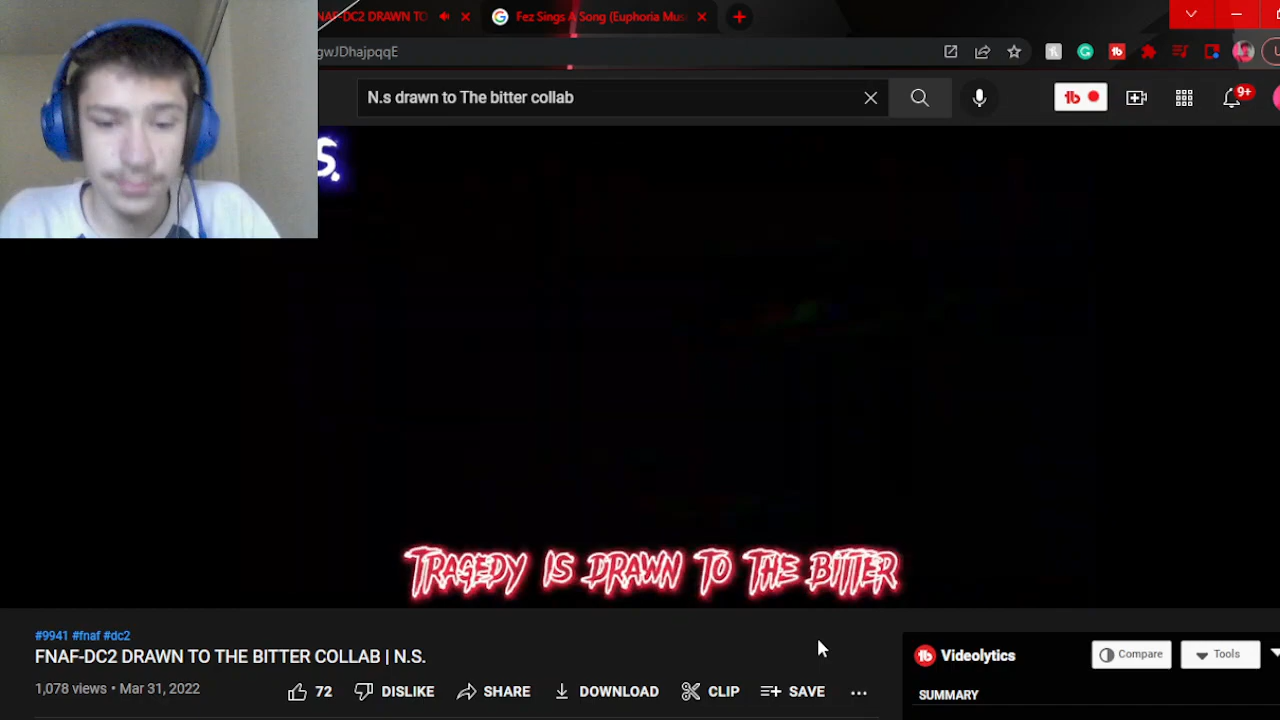 NAF-DC2 DRAWN TO
Fez Sings A Song (Euphoria Mus
gwJDhajpqqE
N.s drawn to The bitter collab
9+
S.
TRAGEDY IS DRAWN TO THE BITTER
#9941 #fnaf #dc2
FNAF-DC2 DRAWN TO THE BITTER COLLAB | N.S.
1,078 views • Mar 31, 2022
72 DISLIKE SHARE DOWNLOAD CLIP SAVE
Videolytics Compare Tools
SUMMARY